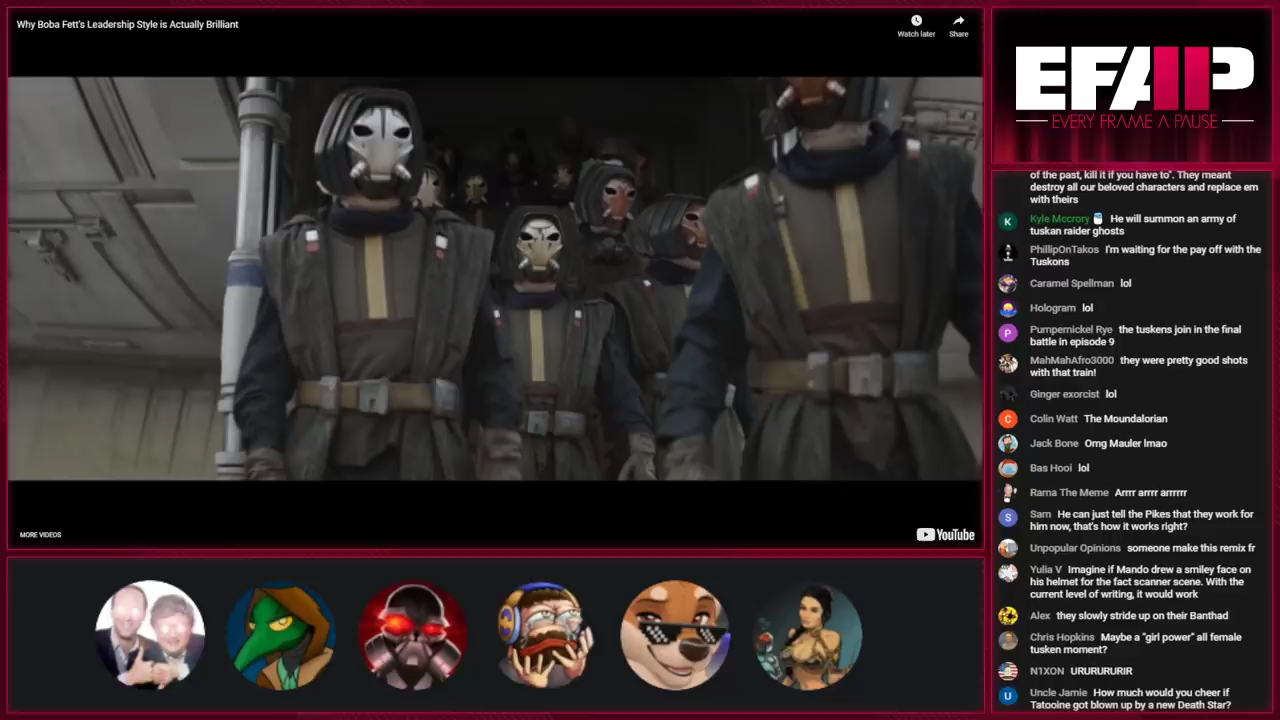 Why Boba Fett's Leadership Style is Actually Brilliant
Watch later
Share
MORE VIDEOS
YouTube
EFAP
EVERY FRAME A PAUSE
of the past, kill it if you have to". They meant
destroy all our beloved characters and replace em
with theirs
K
Kyle Mccrory He will summon an army of
tuskan raider ghosts
PhillipOnTakos I'm waiting for the pay off with the
Tuskons
Caramel Spellman lol
Hologram lol
P
Pumpernickel Rye the tuskens join in the final
battle in episode 9
MahMahAfro3000 they were pretty good shots
with that train!
Ginger exorcist lol
C
Colin Watt The Moundalorian
Jack Bone Omg Mauler lmao
Bas Hooi lol
Rama The Meme Arrrr arrrr arrrrrr
S
Sam He can just tell the Pikes that they work for
him now, that's how it works right?
Unpopular Opinions someone make this remix fr
Yulia V Imagine if Mando drew a smiley face on
his helmet for the fact scanner scene. With the
current level of writing, it would work
Alex they slowly stride up on their Banthad
Chris Hopkins Maybe a "girl power" all female
tusken moment?
N1XON URURURURIR
U
Uncle Jamie How much would you cheer if
Tatooine got blown up by a new Death Star?